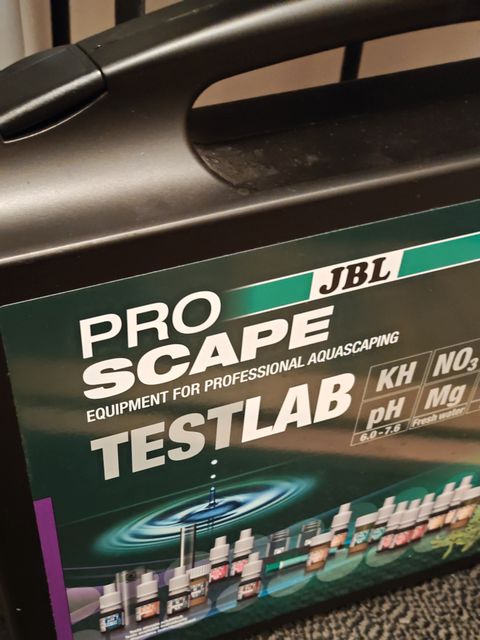 JBL
PRO
SCAPE
EQUIPMENT FOR PROFESSIONAL AQUASCAPING
TESTLAB
KH NO3
pH Mg
6.0-7.6 Fresh water